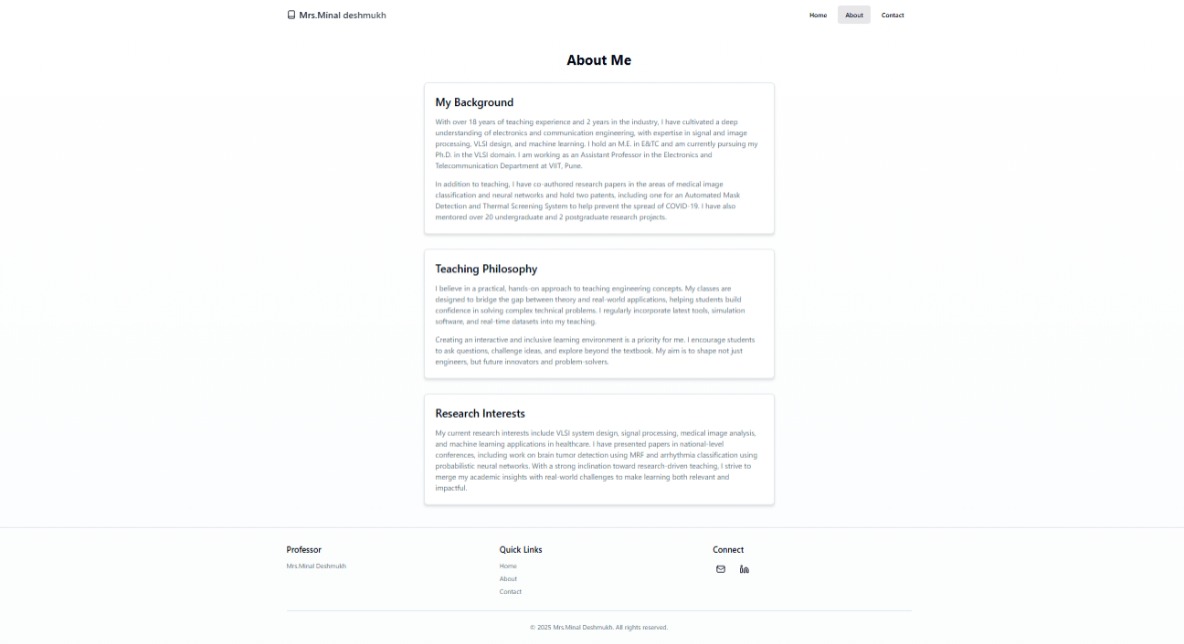 Mrs.Minal deshmukh
Home
About
Contact
About Me
My Background
With over 18 years of teaching experience and 2 years in the industry, I have cultivated a deep
understanding of electronics and communication engineering, with expertise in signal and image
processing, VLSI design, and machine learning. I hold an M.E. in E&TC and am currently pursuing my
Ph.D. in the VLSI domain. I am working as an Assistant Professor in the Electronics and
Telecommunication Department at VIIT, Pune.
In addition to teaching, I have co-authored research papers in the areas of medical image
classification and neural networks and hold two patents, including one for an Automated Mask
Detection and Thermal Screening System to help prevent the spread of COVID-19. I have also
mentored over 20 undergraduate and 2 postgraduate research projects.
Teaching Philosophy
I believe in a practical, hands-on approach to teaching engineering concepts. My classes are
designed to bridge the gap between theory and real-world applications, helping students build
confidence in solving complex technical problems. I regularly incorporate latest tools, simulation
software, and real-time datasets into my teaching.
Creating an interactive and inclusive learning environment is a priority for me. I encourage students
to ask questions, challenge ideas, and explore beyond the textbook. My aim is to shape not just
engineers, but future innovators and problem-solvers.
Research Interests
My current research interests include VLSI system design, signal processing, medical image analysis,
and machine learning applications in healthcare. I have presented papers in national-level
conferences, including work on brain tumor detection using MRF and arrhythmia classification using
probabilistic neural networks. With a strong inclination toward research-driven teaching, I strive to
merge my academic insights with real-world challenges to make learning both relevant and
impactful.
Professor
Mrs.Minal Deshmukh
Quick Links
Home
About
Contact
Connect
© 2025 Mrs.Minal Deshmukh. All rights reserved.